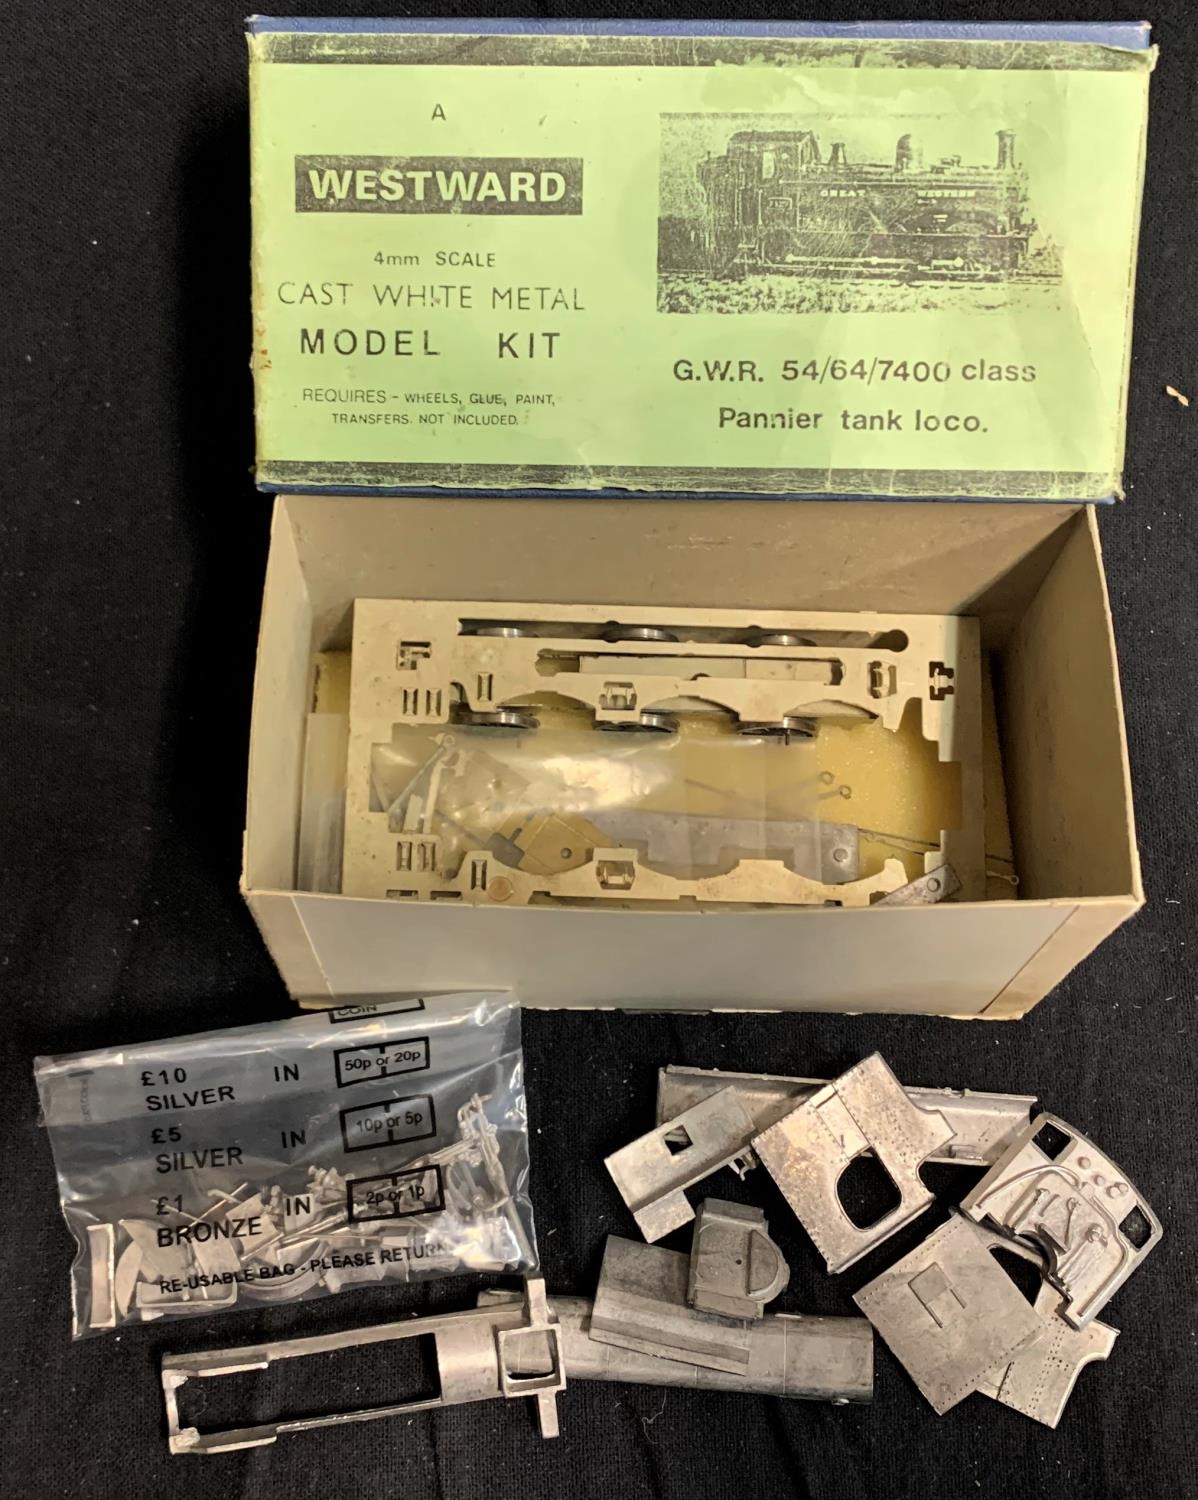 A
WESTWARD
4mm SCALE
CAST WHITE METAL
MODEL KIT
REQUIRES - WHEELS, GLUE, PAINT,
TRANSFERS. NOT INCLUDED.
GREAT WESTERN
G.W.R. 54/64/7400 class
Pannier tank loco.
COIN
£10 IN 50p or 20p
SILVER
£5 IN 10p or 5p
SILVER
£1 IN 2p or 1p
BRONZE
RE-USABLE BAG - PLEASE RETURN